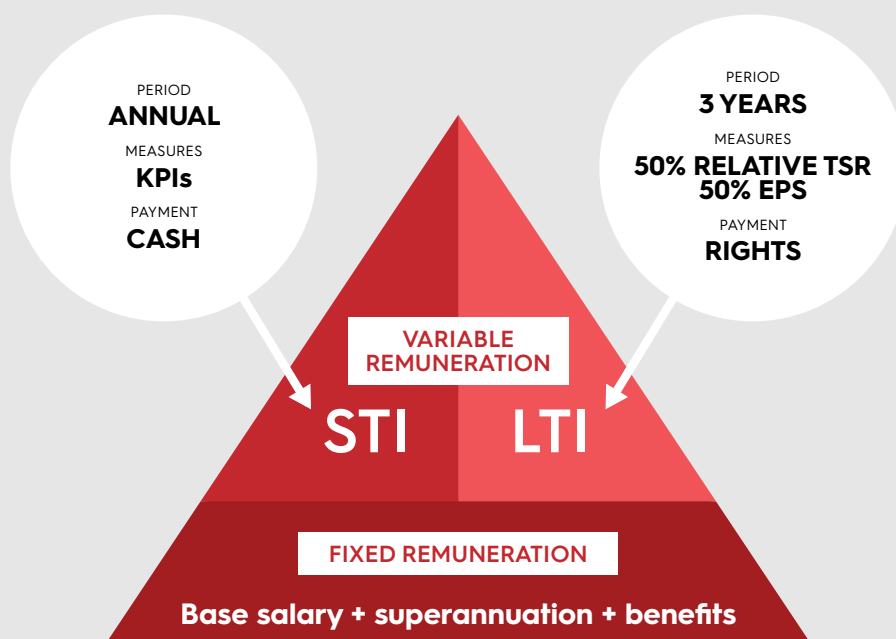 PERIOD
ANNUAL
MEASURES
KPIs
PAYMENT
CASH
PERIOD
3 YEARS
MEASURES
50% RELATIVE TSR
50% EPS
PAYMENT
RIGHTS
VARIABLE
REMUNERATION
STI
LTI
FIXED REMUNERATION
Base salary + superannuation + benefits